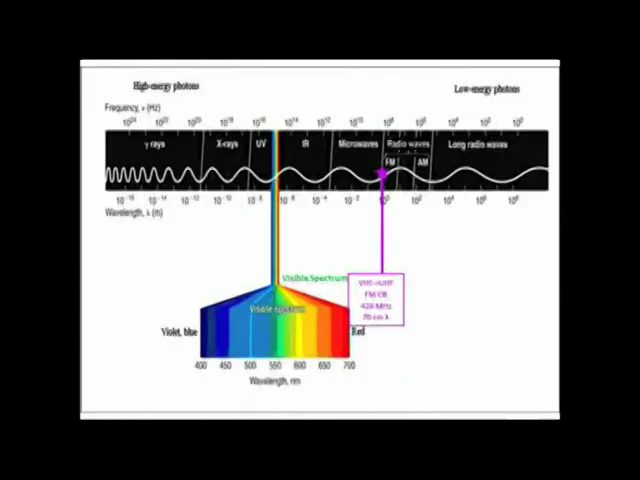 High-energy photons
Low-energy photons
Frequency, ν (Hz)
10²⁴ 10²² 10²⁰ 10¹⁸ 10¹⁶ 10¹⁴ 10¹² 10¹⁰ 10⁸ 10⁶ 10⁴ 10² 10⁰
γ rays X-rays UV IR Microwaves Radio waves Long radio waves
FM AM
10⁻¹⁶ 10⁻¹⁴ 10⁻¹² 10⁻¹⁰ 10⁻⁸ 10⁻⁶ 10⁻⁴ 10⁻² 10⁰ 10² 10⁴ 10⁶ 10⁸
Wavelength, λ (m)
Visible Spectrum
VHF->UHF
Visible spectrum
MHz
70 cm λ
Violet, blue
Red
400 450 500 550 600 650 700
Wavelength, nm